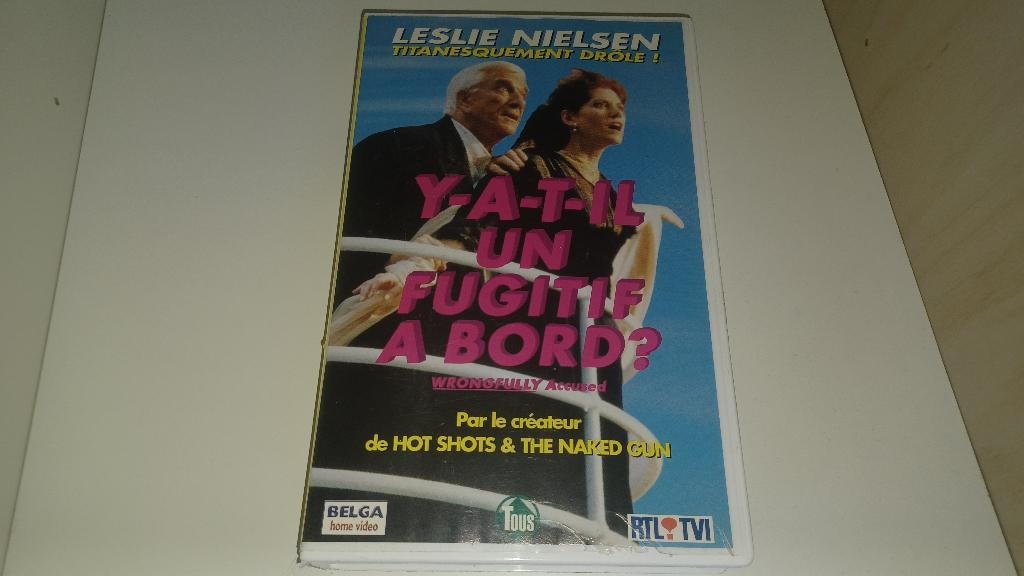 LESLIE NIELSEN
TITANESQUEMENT DRÔLE !
Y-A-T-IL
UN
FUGITIF
A BORD?
WRONGFULLY Accused
Par le créateur
de HOT SHOTS & THE NAKED GUN
BELGA
home video
TOUS
RTL TVI